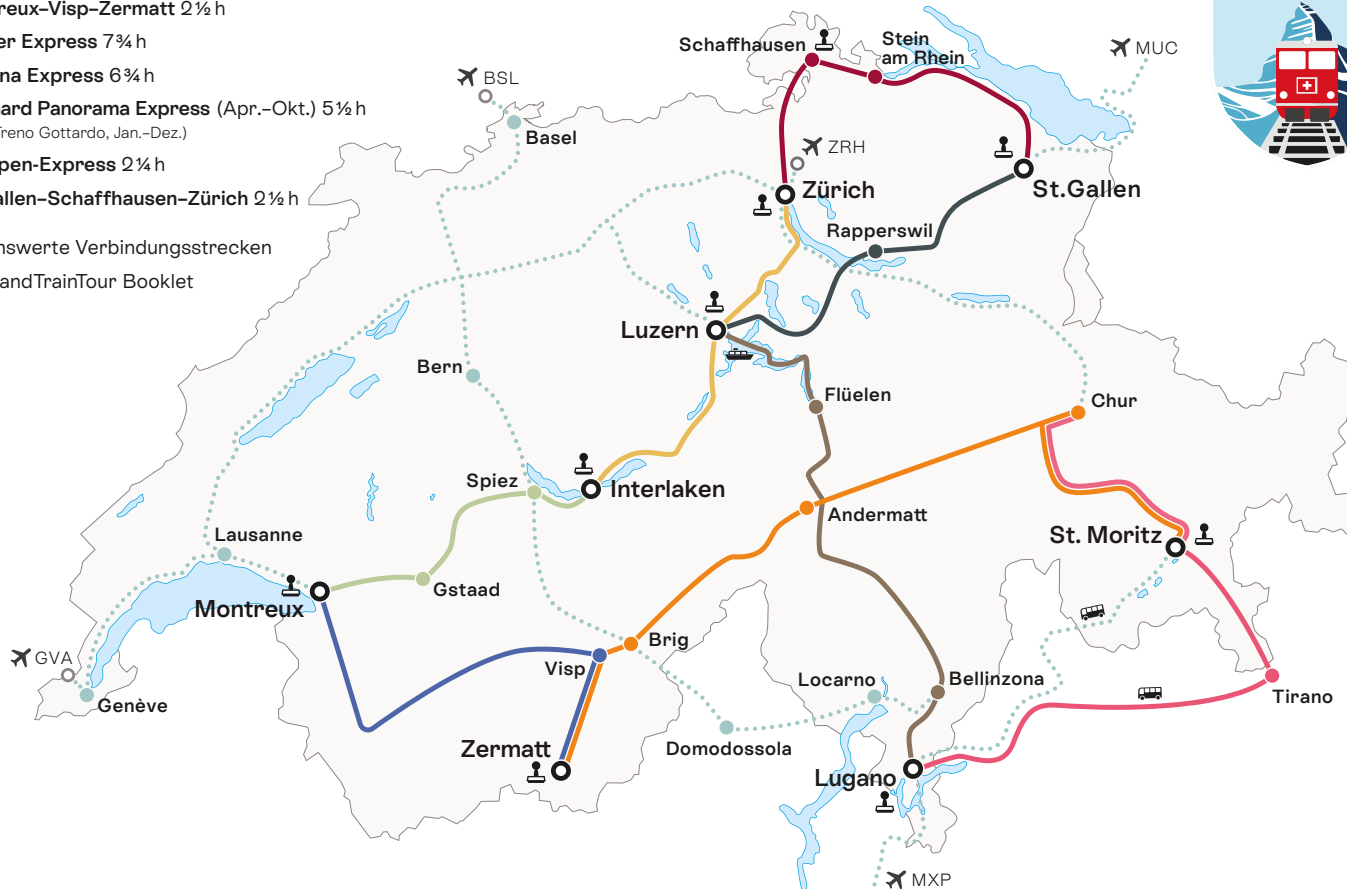 reux–Visp–Zermatt 2½ h
er Express 7¾ h
na Express 6¾ h
ard Panorama Express (Apr.–Okt.) 5½ h
Treno Gottardo, Jan.–Dez.)
pen-Express 2¼ h
allen–Schaffhausen–Zürich 2½ h
nswerte Verbindungsstrecken
andTrainTour Booklet
Schaffhausen
Stein
am Rhein
MUC
BSL
Basel
ZRH
Zürich
St.Gallen
Rapperswil
Luzern
Bern
Flüelen
Chur
Spiez
Interlaken
Andermatt
Lausanne
St. Moritz
Gstaad
Montreux
Brig
Visp
GVA
Genève
Locarno
Bellinzona
Tirano
Domodossola
Zermatt
Lugano
MXP